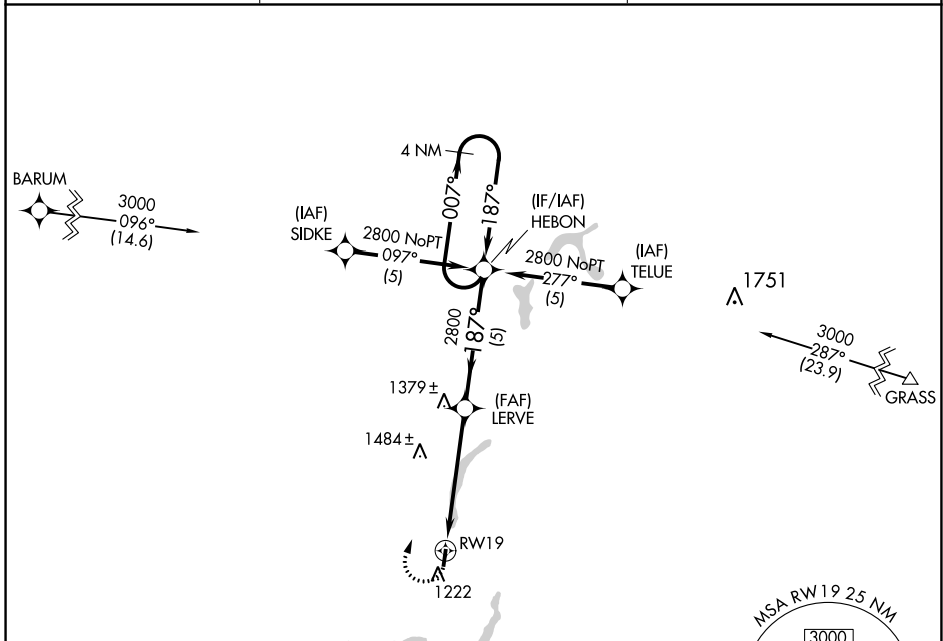 4 NM
BARUM
3000
096°
(14.6)
(IAF)
SIDKE
2800 NoPT
097°
(5)
007°
187°
(IF/IAF)
HEBON
2800 NoPT
277°
(5)
(IAF)
TELUE
1751
3000
287°
(23.9)
GRASS
2800
187°
(5)
1379±
(FAF)
LERVE
1484±
RW19
1222
MSA RW19 25 NM
3000